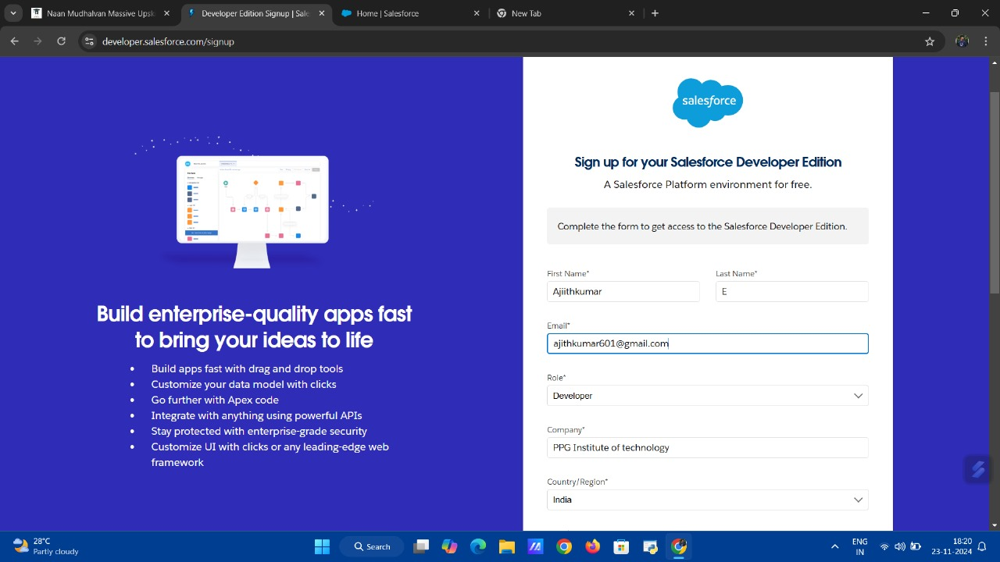 Naan Mudhalvan Massive Upsk
Developer Edition Signup | Sale
Home | Salesforce
New Tab
developer.salesforce.com/signup
salesforce
Sign up for your Salesforce Developer Edition
A Salesforce Platform environment for free.
Complete the form to get access to the Salesforce Developer Edition.
First Name*
Last Name*
Ajiithkumar
E
Email*
ajithkumar601@gmail.com
Role*
Developer
Company*
PPG Institute of technology
Country/Region*
India
Build enterprise-quality apps fast
to bring your ideas to life
• Build apps fast with drag and drop tools
• Customize your data model with clicks
• Go further with Apex code
• Integrate with anything using powerful APIs
• Stay protected with enterprise-grade security
• Customize UI with clicks or any leading-edge web
framework
28°C
Partly cloudy
Search
ENG
IN
18:20
23-11-2024